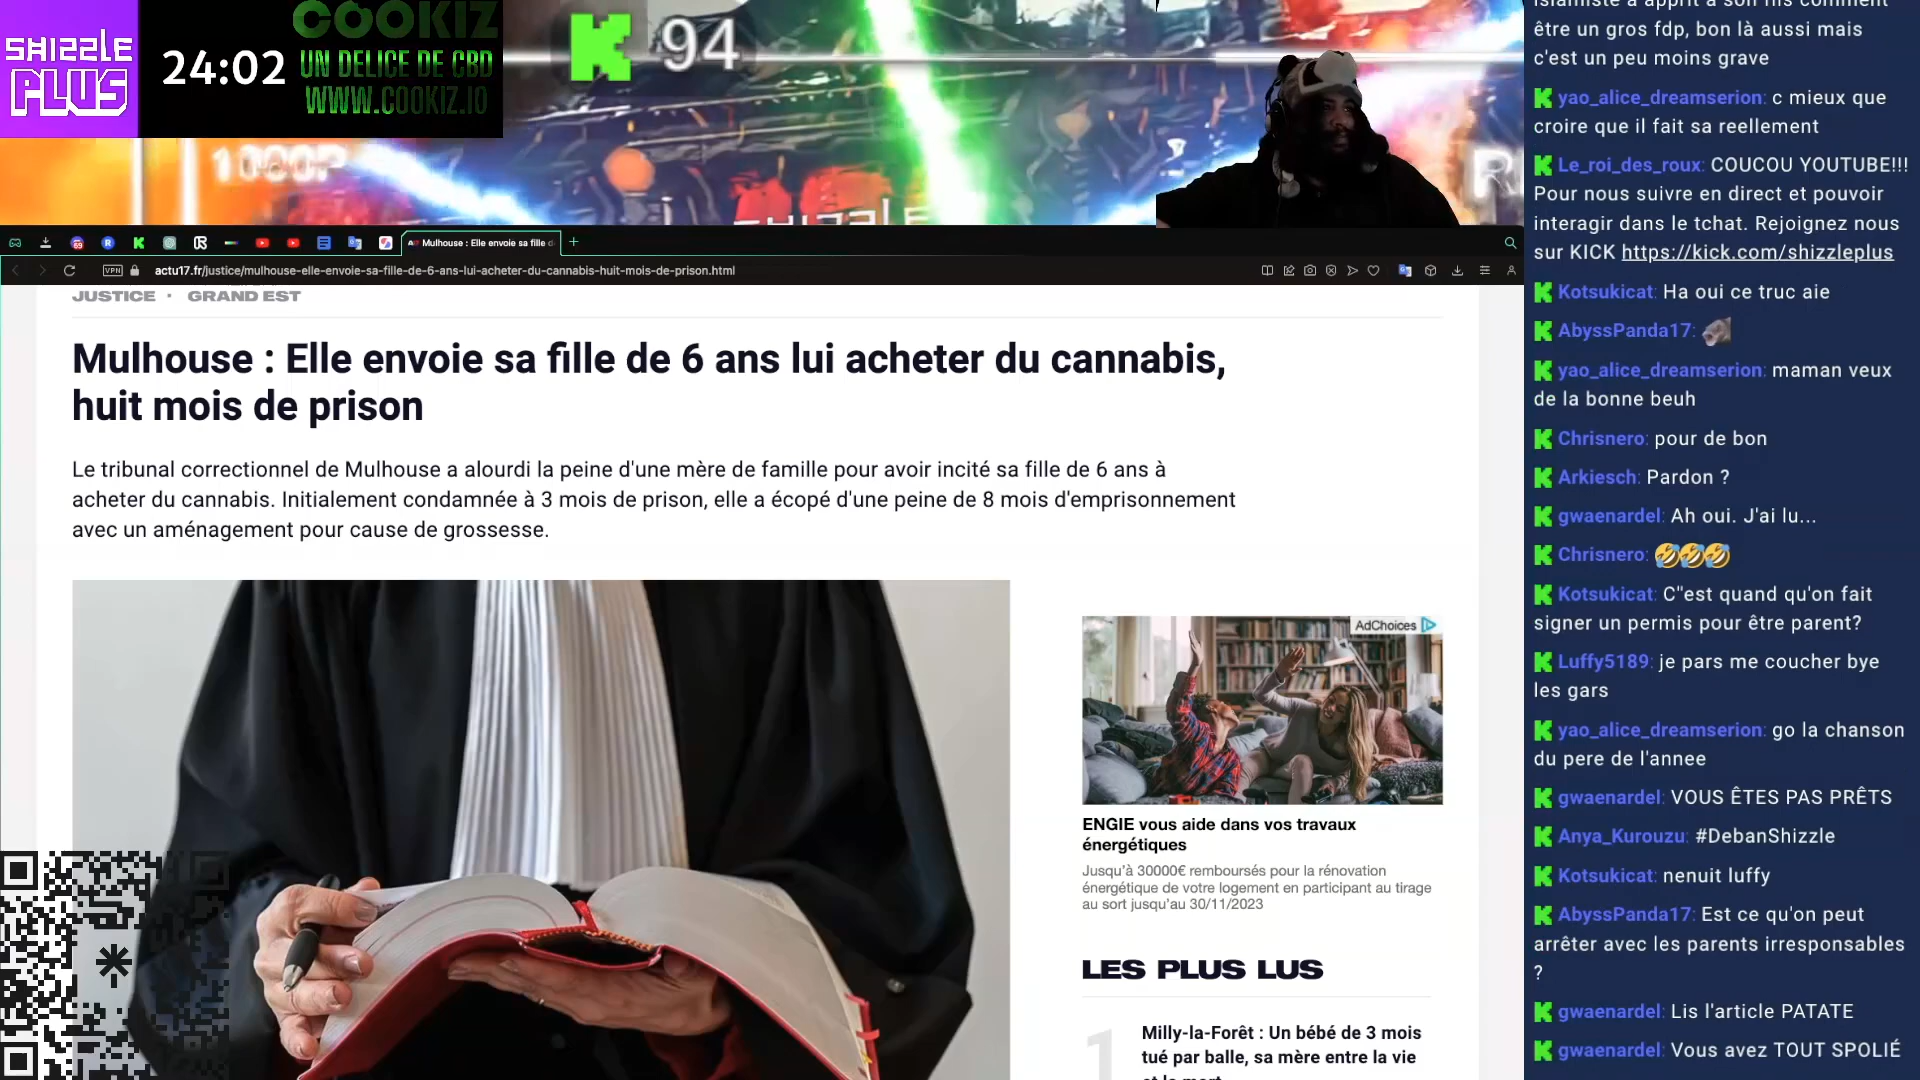 SHIZZLE
PLUS
24:02
COOKIZ
UN DELICE DE CBD
WWW.COOKIZ.IO
94
Mulhouse : Elle envoie sa fille d
VPN
actu17.fr/justice/mulhouse-elle-envoie-sa-fille-de-6-ans-lui-acheter-du-cannabis-huit-mois-de-prison.html
JUSTICE · GRAND EST
Mulhouse : Elle envoie sa fille de 6 ans lui acheter du cannabis,
huit mois de prison
Le tribunal correctionnel de Mulhouse a alourdi la peine d'une mère de famille pour avoir incité sa fille de 6 ans à
acheter du cannabis. Initialement condamnée à 3 mois de prison, elle a écopé d'une peine de 8 mois d'emprisonnement
avec un aménagement pour cause de grossesse.
AdChoices
ENGIE vous aide dans vos travaux
énergétiques
Jusqu'à 30000€ remboursés pour la rénovation
énergétique de votre logement en participant au tirage
au sort jusqu'au 30/11/2023
LES PLUS LUS
1
Milly-la-Forêt : Un bébé de 3 mois
tué par balle, sa mère entre la vie
et la mort
islamiste a apprit a son fils comment
être un gros fdp, bon là aussi mais
c'est un peu moins grave
yao_alice_dreamserion: c mieux que
croire que il fait sa reellement
Le_roi_des_roux: COUCOU YOUTUBE!!!
Pour nous suivre en direct et pouvoir
interagir dans le tchat. Rejoignez nous
sur KICK https://kick.com/shizzleplus
Kotsukicat: Ha oui ce truc aie
AbyssPanda17:
yao_alice_dreamserion: maman veux
de la bonne beuh
Chrisnero: pour de bon
Arkiesch: Pardon ?
gwaenardel: Ah oui. J'ai lu...
Chrisnero: 🤣🤣🤣
Kotsukicat: C"est quand qu'on fait
signer un permis pour être parent?
Luffy5189: je pars me coucher bye
les gars
yao_alice_dreamserion: go la chanson
du pere de l'annee
gwaenardel: VOUS ÊTES PAS PRÊTS
Anya_Kurouzu: #DebanShizzle
Kotsukicat: nenuit luffy
AbyssPanda17: Est ce qu'on peut
arrêter avec les parents irresponsables
?
gwaenardel: Lis l'article PATATE
gwaenardel: Vous avez TOUT SPOLIÉ